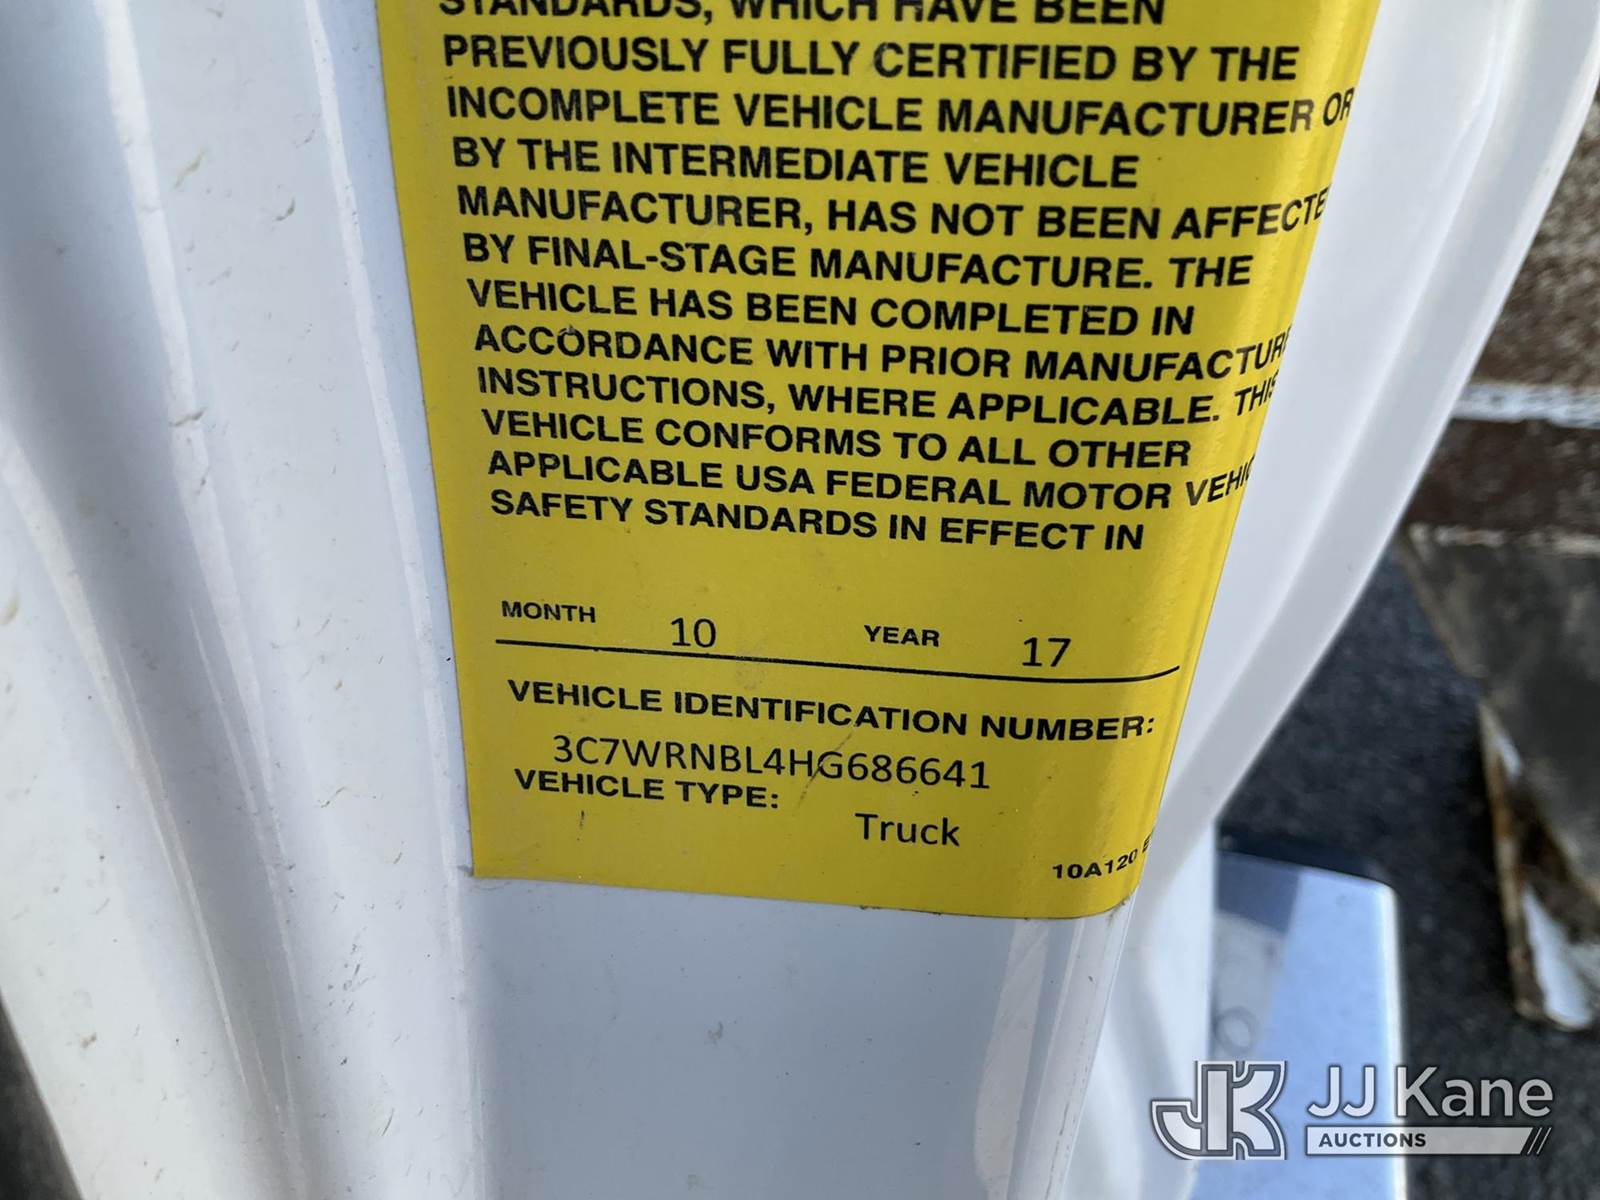 STANDARDS, WHICH HAVE BEEN
PREVIOUSLY FULLY CERTIFIED BY THE
INCOMPLETE VEHICLE MANUFACTURER OR
BY THE INTERMEDIATE VEHICLE
MANUFACTURER, HAS NOT BEEN AFFECTE
BY FINAL-STAGE MANUFACTURE. THE
VEHICLE HAS BEEN COMPLETED IN
ACCORDANCE WITH PRIOR MANUFACTUR
INSTRUCTIONS, WHERE APPLICABLE. THIS
VEHICLE CONFORMS TO ALL OTHER
APPLICABLE USA FEDERAL MOTOR VEHIC
SAFETY STANDARDS IN EFFECT IN
MONTH 10 YEAR 17
VEHICLE IDENTIFICATION NUMBER:
3C7WRNBL4HG686641
VEHICLE TYPE:
Truck
10A120
JK JJ Kane
AUCTIONS